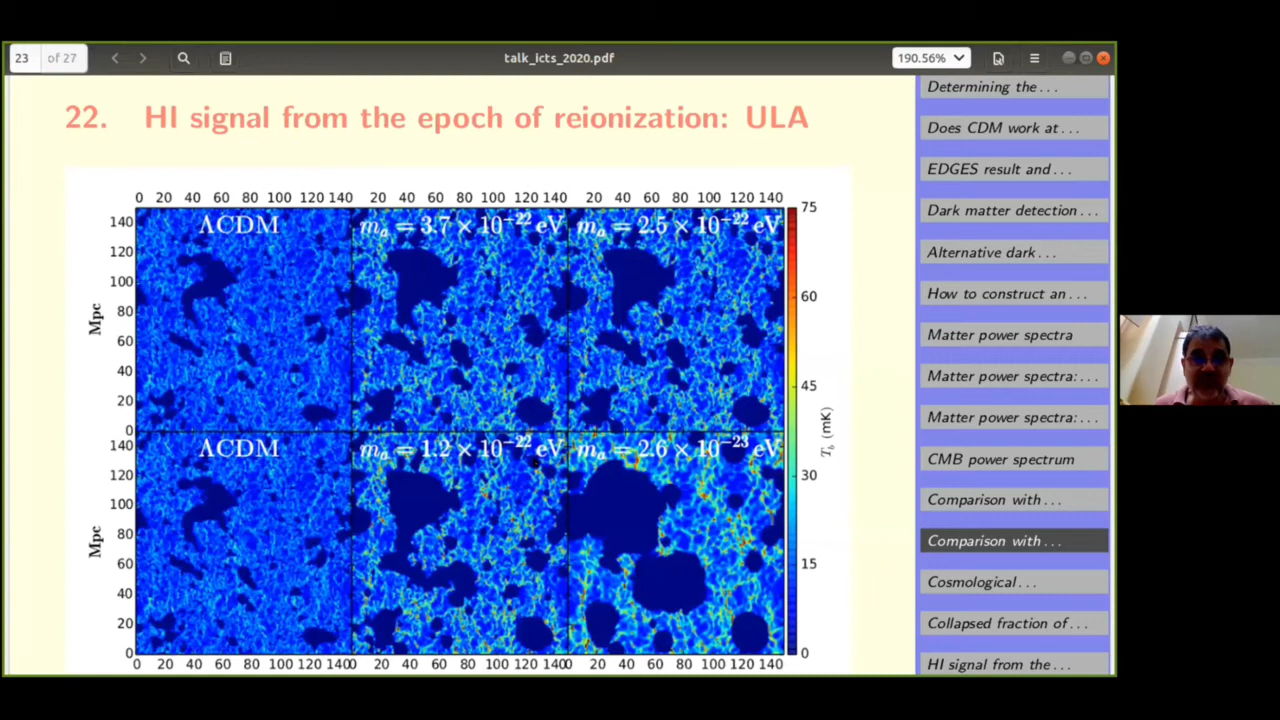 23 of 27 talk_icts_2020.pdf 190.56%
22. HI signal from the epoch of reionization: ULA
0 20 40 60 80 100 120 140 20 40 60 80 100 120 140 20 40 60 80 100 120 140
ΛCDM
m_a = 3.7 × 10^−22 eV
m_a = 2.5 × 10^−22 eV
140
120
100
80
60
40
20
0
Mpc
ΛCDM
m_a = 1.2 × 10^−22 eV
m_a = 2.6 × 10^−23 eV
140
120
100
80
60
40
20
0
Mpc
0 20 40 60 80 100 120 140 0 20 40 60 80 100 120 140 0 20 40 60 80 100 120 140
75
60
45
30
15
0
T_b (mK)
Determining the . . .
Does CDM work at . . .
EDGES result and . . .
Dark matter detection . . .
Alternative dark . . .
How to construct an . . .
Matter power spectra
Matter power spectra: . . .
Matter power spectra: . . .
CMB power spectrum
Comparison with . . .
Comparison with . . .
Cosmological . . .
Collapsed fraction of . . .
HI signal from the . . .